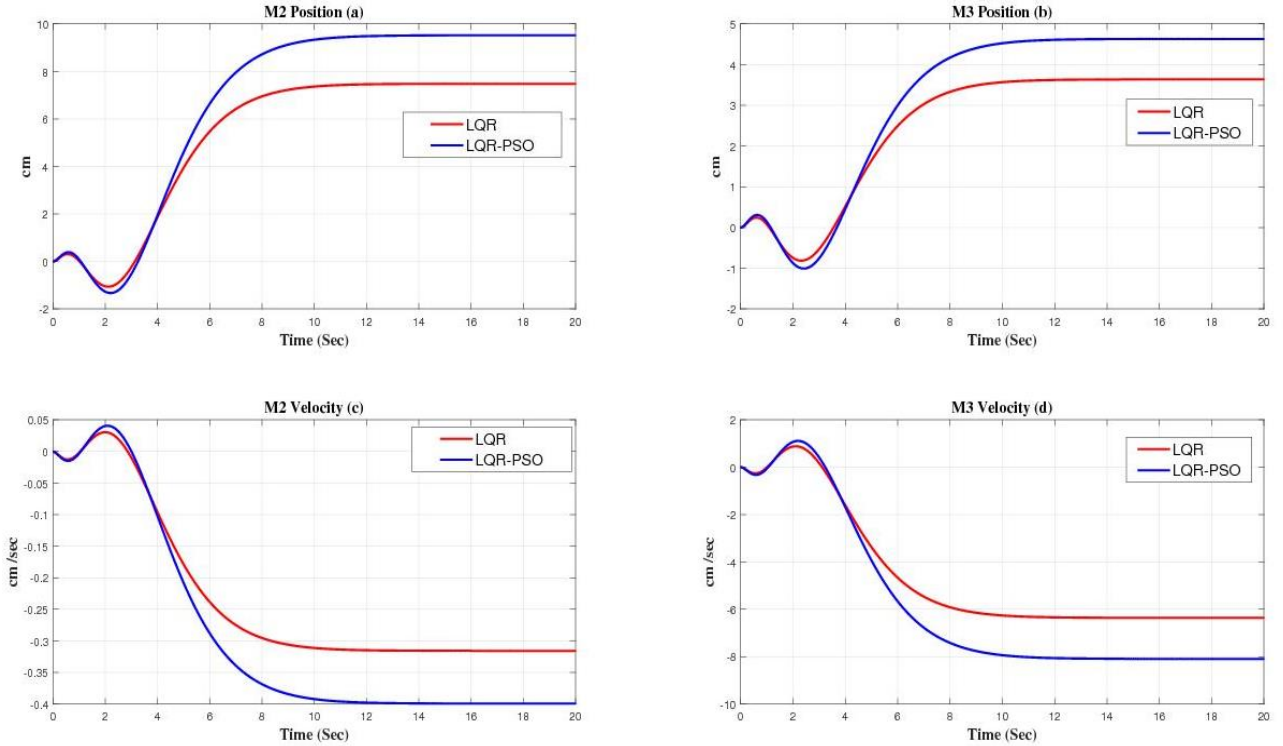 M2 Position (a)
10
8
6
4
2
0
-2
cm
LQR
LQR-PSO
0 2 4 6 8 10 12 14 16 18 20
Time (Sec)
M3 Position (b)
5
4
3
2
1
0
-1
-2
cm
LQR
LQR-PSO
0 2 4 6 8 10 12 14 16 18 20
Time (Sec)
M2 Velocity (c)
0.05
0
-0.05
-0.1
-0.15
-0.2
-0.25
-0.3
-0.35
-0.4
cm /sec
LQR
LQR-PSO
0 2 4 6 8 10 12 14 16 18 20
Time (Sec)
M3 Velocity (d)
2
0
-2
-4
-6
-8
-10
cm /sec
LQR
LQR-PSO
0 2 4 6 8 10 12 14 16 18 20
Time (Sec)